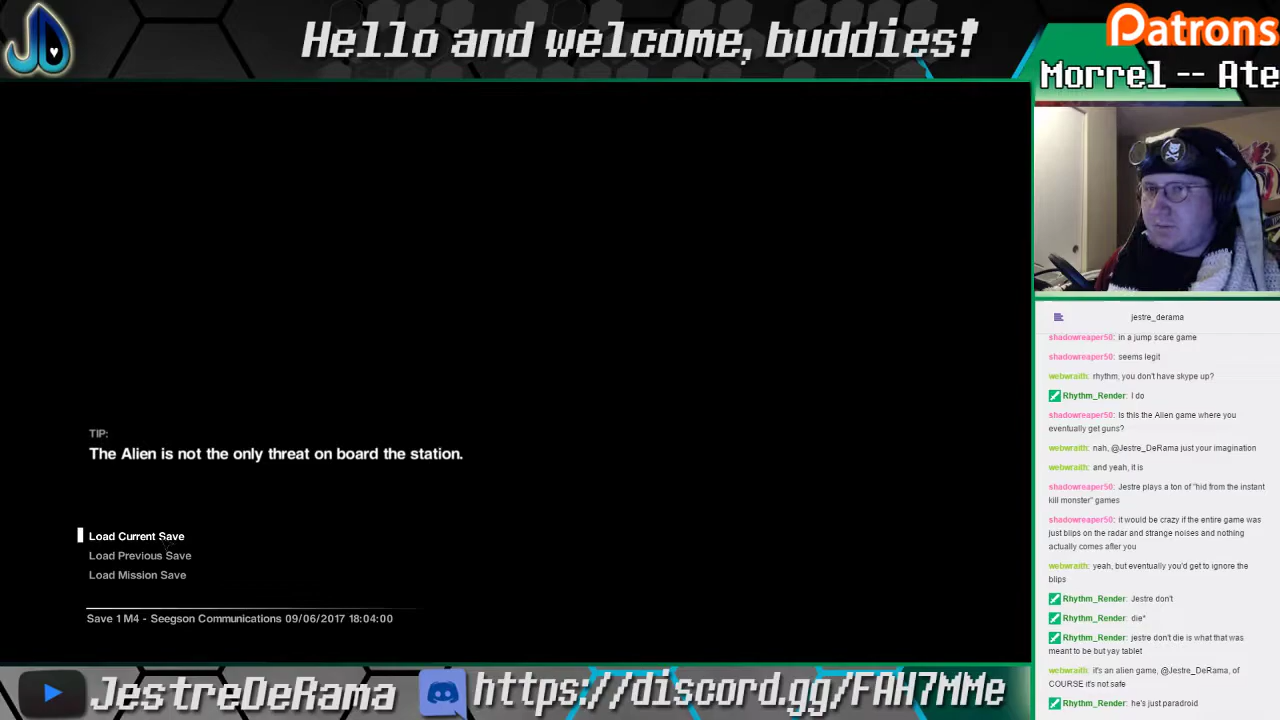 JD
Hello and welcome, buddies!
Patrons
Morrel -- Ate
jestre_derama
shadowreaper50: in a jump scare game
shadowreaper50: seems legit
webwraith: rhythm, you don't have skype up?
Rhythm_Render: I do
shadowreaper50: Is this the Alien game where you
eventually get guns?
webwraith: nah, @Jestre_DeRama just your imagination
webwraith: and yeah, it is
shadowreaper50: Jestre plays a ton of "hid from the instant
kill monster" games
shadowreaper50: it would be crazy if the entire game was
just blips on the radar and strange noises and nothing
actually comes after you
webwraith: yeah, but eventually you'd get to ignore the
blips
Rhythm_Render: Jestre don't
Rhythm_Render: die*
Rhythm_Render: jestre don't die is what that was
meant to be but yay tablet
webwraith: it's an alien game, @Jestre_DeRama, of
COURSE it's not safe
Rhythm_Render: he's just paradroid
TIP:
The Alien is not the only threat on board the station.
Load Current Save
Load Previous Save
Load Mission Save
Save 1 M4 - Seegson Communications 09/06/2017 18:04:00
JestreDeRama
https://discord.gg/FAH7MMe